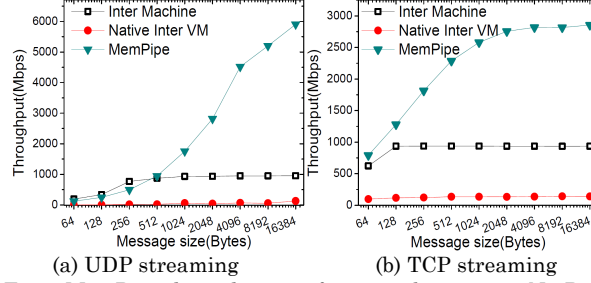 Inter Machine
Native Inter VM
MemPipe
Throughput(Mbps)
6000
5000
4000
3000
2000
1000
0
64 128 256 512 1024 2048 4096 8192 16384
Message size(Bytes)
(a) UDP streaming
Inter Machine
Native Inter VM
MemPipe
Throughput(Mbps)
3000
2500
2000
1500
1000
500
0
64 128 256 512 1024 2048 4096 8192 16384
Message size(Bytes)
(b) TCP streaming